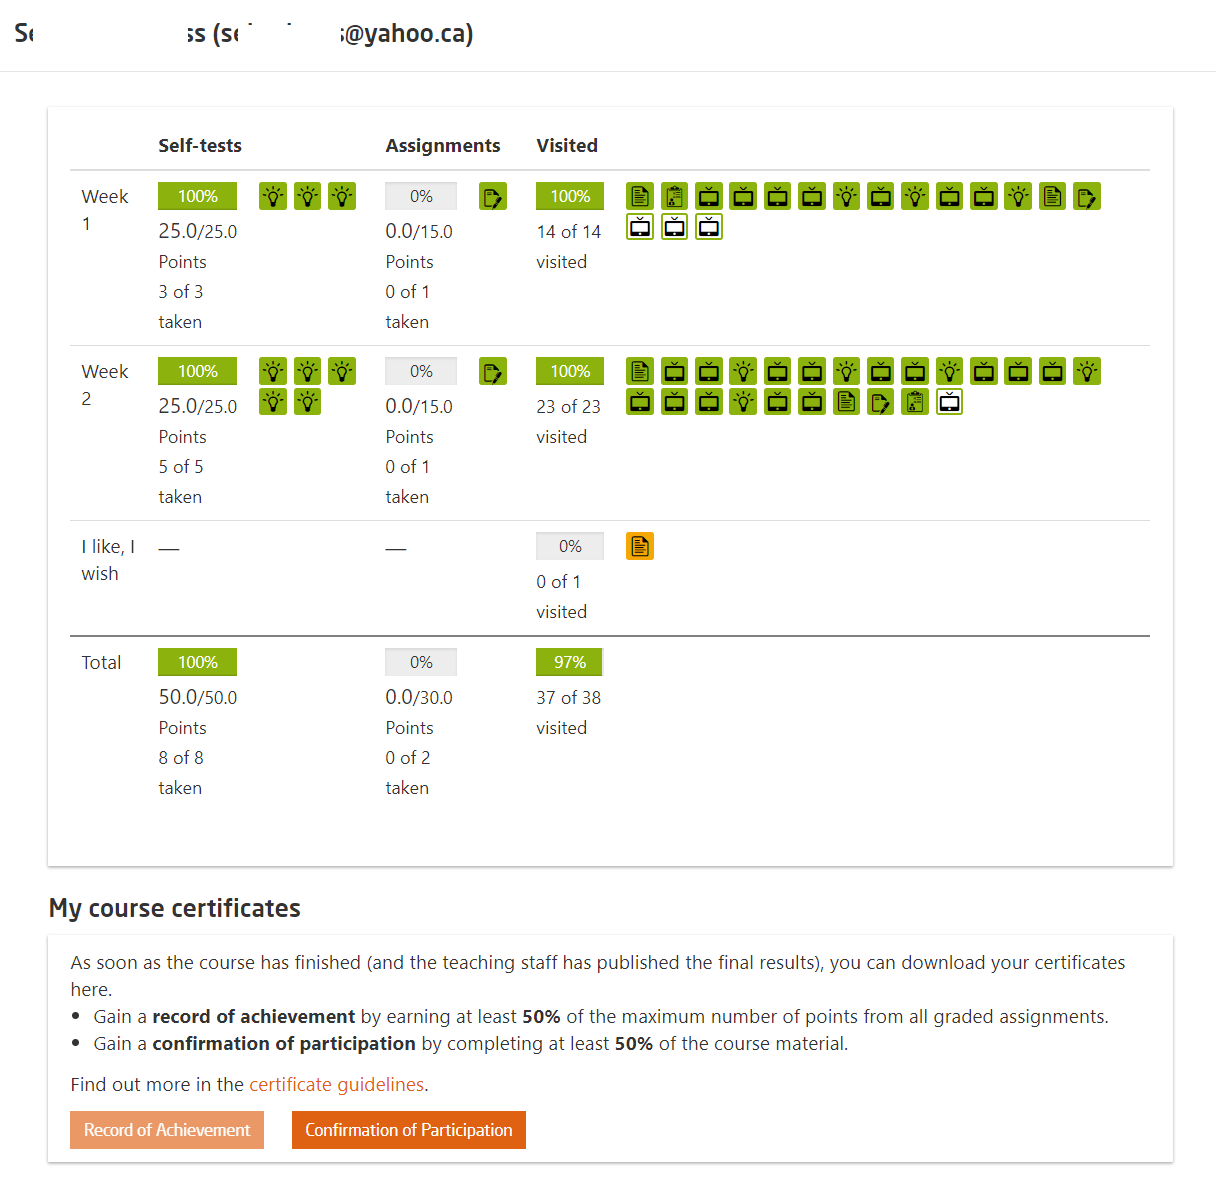 @yahoo.ca)
Self-tests Assignments Visited
Week 1
100% 0% 100%
25.0/25.0 0.0/15.0 14 of 14
Points Points visited
3 of 3 0 of 1
taken taken
Week 2
100% 0% 100%
25.0/25.0 0.0/15.0 23 of 23
Points Points visited
5 of 5 0 of 1
taken taken
I like, I — — 0%
wish 0 of 1
visited
Total 100% 0% 97%
50.0/50.0 0.0/30.0 37 of 38
Points Points visited
8 of 8 0 of 2
taken taken
My course certificates
As soon as the course has finished (and the teaching staff has published the final results), you can download your certificates
here.
• Gain a record of achievement by earning at least 50% of the maximum number of points from all graded assignments.
• Gain a confirmation of participation by completing at least 50% of the course material.
Find out more in the certificate guidelines.
Record of Achievement Confirmation of Participation